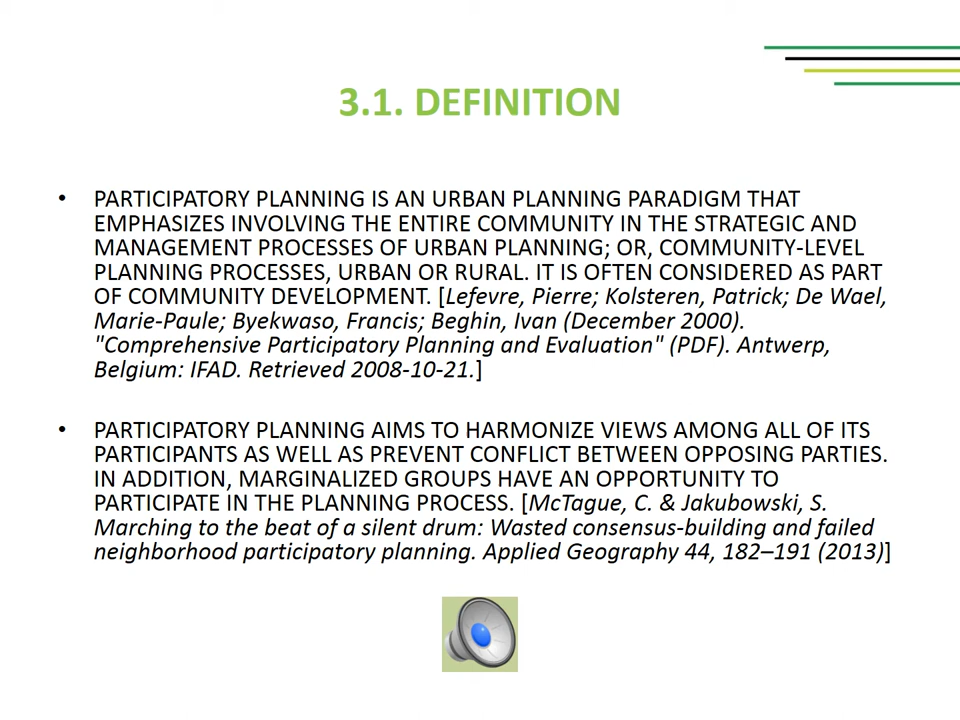 3.1. DEFINITION
• PARTICIPATORY PLANNING IS AN URBAN PLANNING PARADIGM THAT
EMPHASIZES INVOLVING THE ENTIRE COMMUNITY IN THE STRATEGIC AND
MANAGEMENT PROCESSES OF URBAN PLANNING; OR, COMMUNITY-LEVEL
PLANNING PROCESSES, URBAN OR RURAL. IT IS OFTEN CONSIDERED AS PART
OF COMMUNITY DEVELOPMENT. [Lefevre, Pierre; Kolsteren, Patrick; De Wael,
Marie-Paule; Byekwaso, Francis; Beghin, Ivan (December 2000).
"Comprehensive Participatory Planning and Evaluation" (PDF). Antwerp,
Belgium: IFAD. Retrieved 2008-10-21.]
• PARTICIPATORY PLANNING AIMS TO HARMONIZE VIEWS AMONG ALL OF ITS
PARTICIPANTS AS WELL AS PREVENT CONFLICT BETWEEN OPPOSING PARTIES.
IN ADDITION, MARGINALIZED GROUPS HAVE AN OPPORTUNITY TO
PARTICIPATE IN THE PLANNING PROCESS. [McTague, C. & Jakubowski, S.
Marching to the beat of a silent drum: Wasted consensus-building and failed
neighborhood participatory planning. Applied Geography 44, 182–191 (2013)]